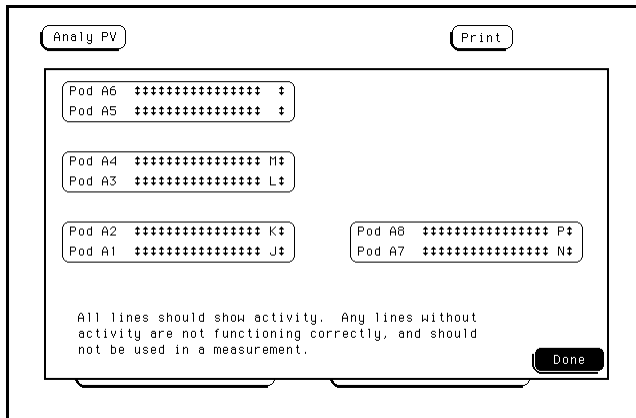 Analy PV
Print
Pod A6 ↕↕↕↕↕↕↕↕↕↕↕↕↕↕↕↕ ↕
Pod A5 ↕↕↕↕↕↕↕↕↕↕↕↕↕↕↕↕ ↕
Pod A4 ↕↕↕↕↕↕↕↕↕↕↕↕↕↕↕↕ M↕
Pod A3 ↕↕↕↕↕↕↕↕↕↕↕↕↕↕↕↕ L↕
Pod A2 ↕↕↕↕↕↕↕↕↕↕↕↕↕↕↕↕ K↕
Pod A1 ↕↕↕↕↕↕↕↕↕↕↕↕↕↕↕↕ J↕
Pod A8 ↕↕↕↕↕↕↕↕↕↕↕↕↕↕↕↕ P↕
Pod A7 ↕↕↕↕↕↕↕↕↕↕↕↕↕↕↕↕ N↕
All lines should show activity. Any lines without
activity are not functioning correctly, and should
not be used in a measurement.
Done